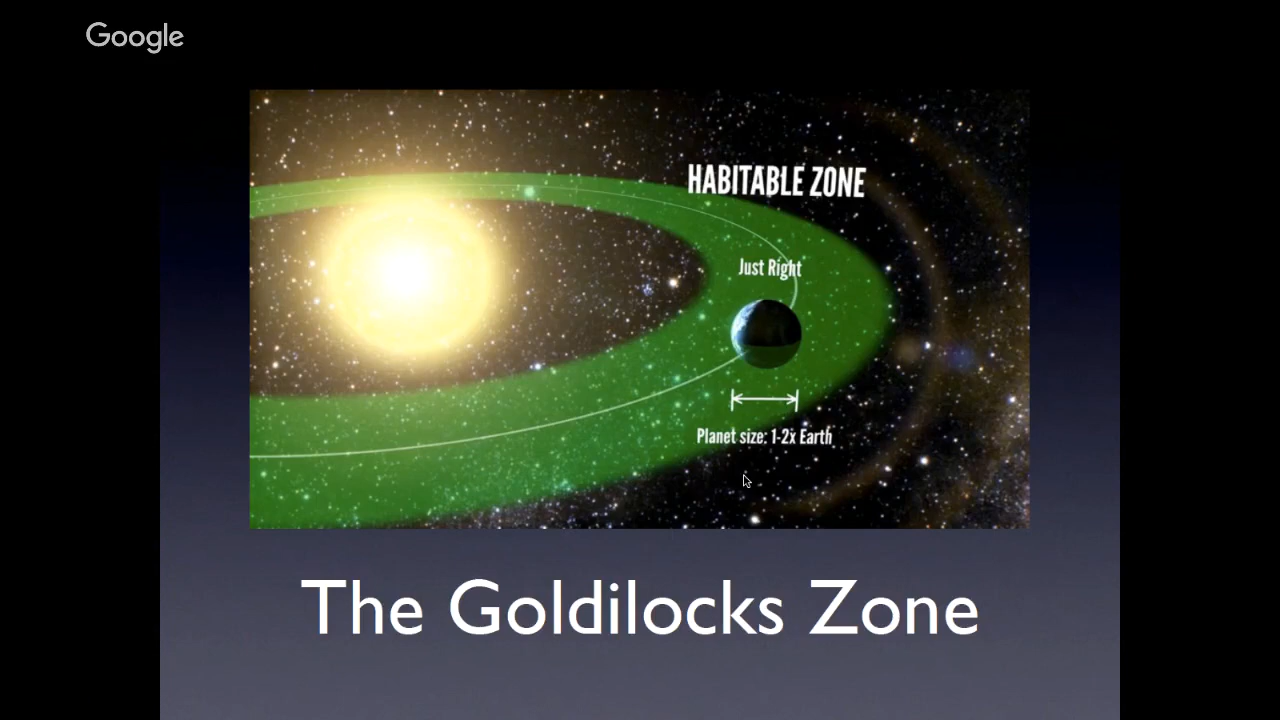 Google
HABITABLE ZONE
Just Right
Planet size: 1-2x Earth
The Goldilocks Zone